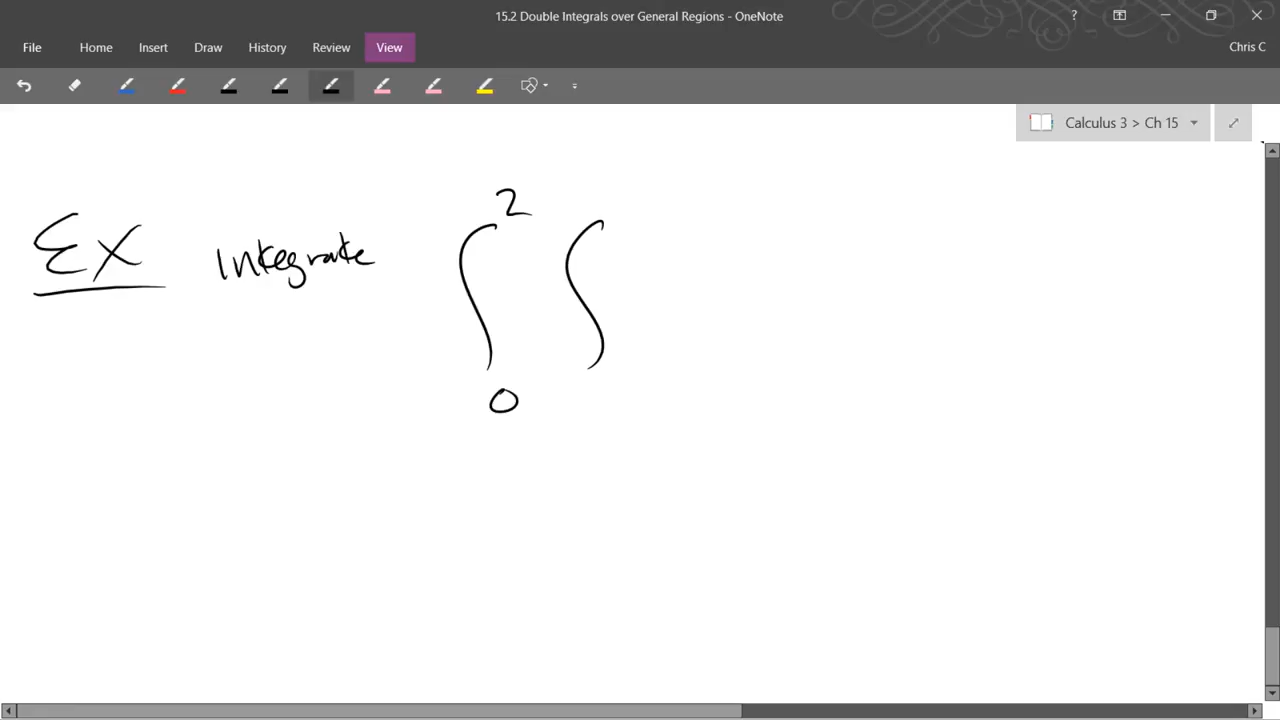 15.2 Double Integrals over General Regions - OneNote
?
File Home Insert Draw History Review View
Chris C
Calculus 3 > Ch 15
EX Integrate ∫₀² ∫